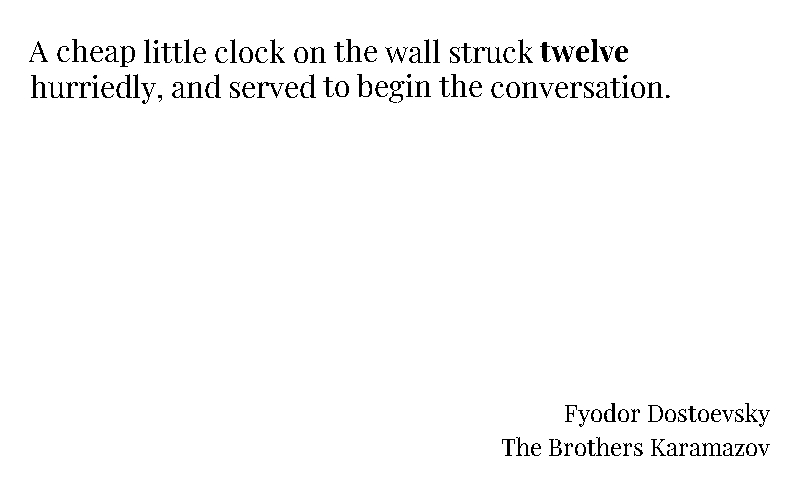 A cheap little clock on the wall struck twelve
hurriedly, and served to begin the conversation.
Fyodor Dostoevsky
The Brothers Karamazov